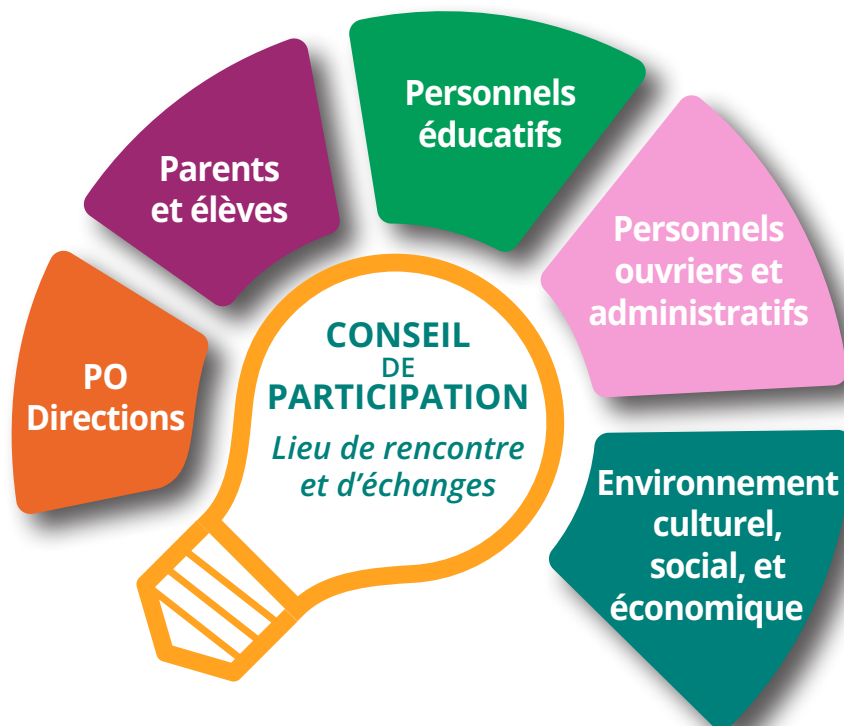 Personnels
éducatifs
Parents
et élèves
Personnels
ouvriers et
administratifs
PO
Directions
CONSEIL
DE
PARTICIPATION
Lieu de rencontre
et d'échanges
Environnement
culturel,
social, et
économique